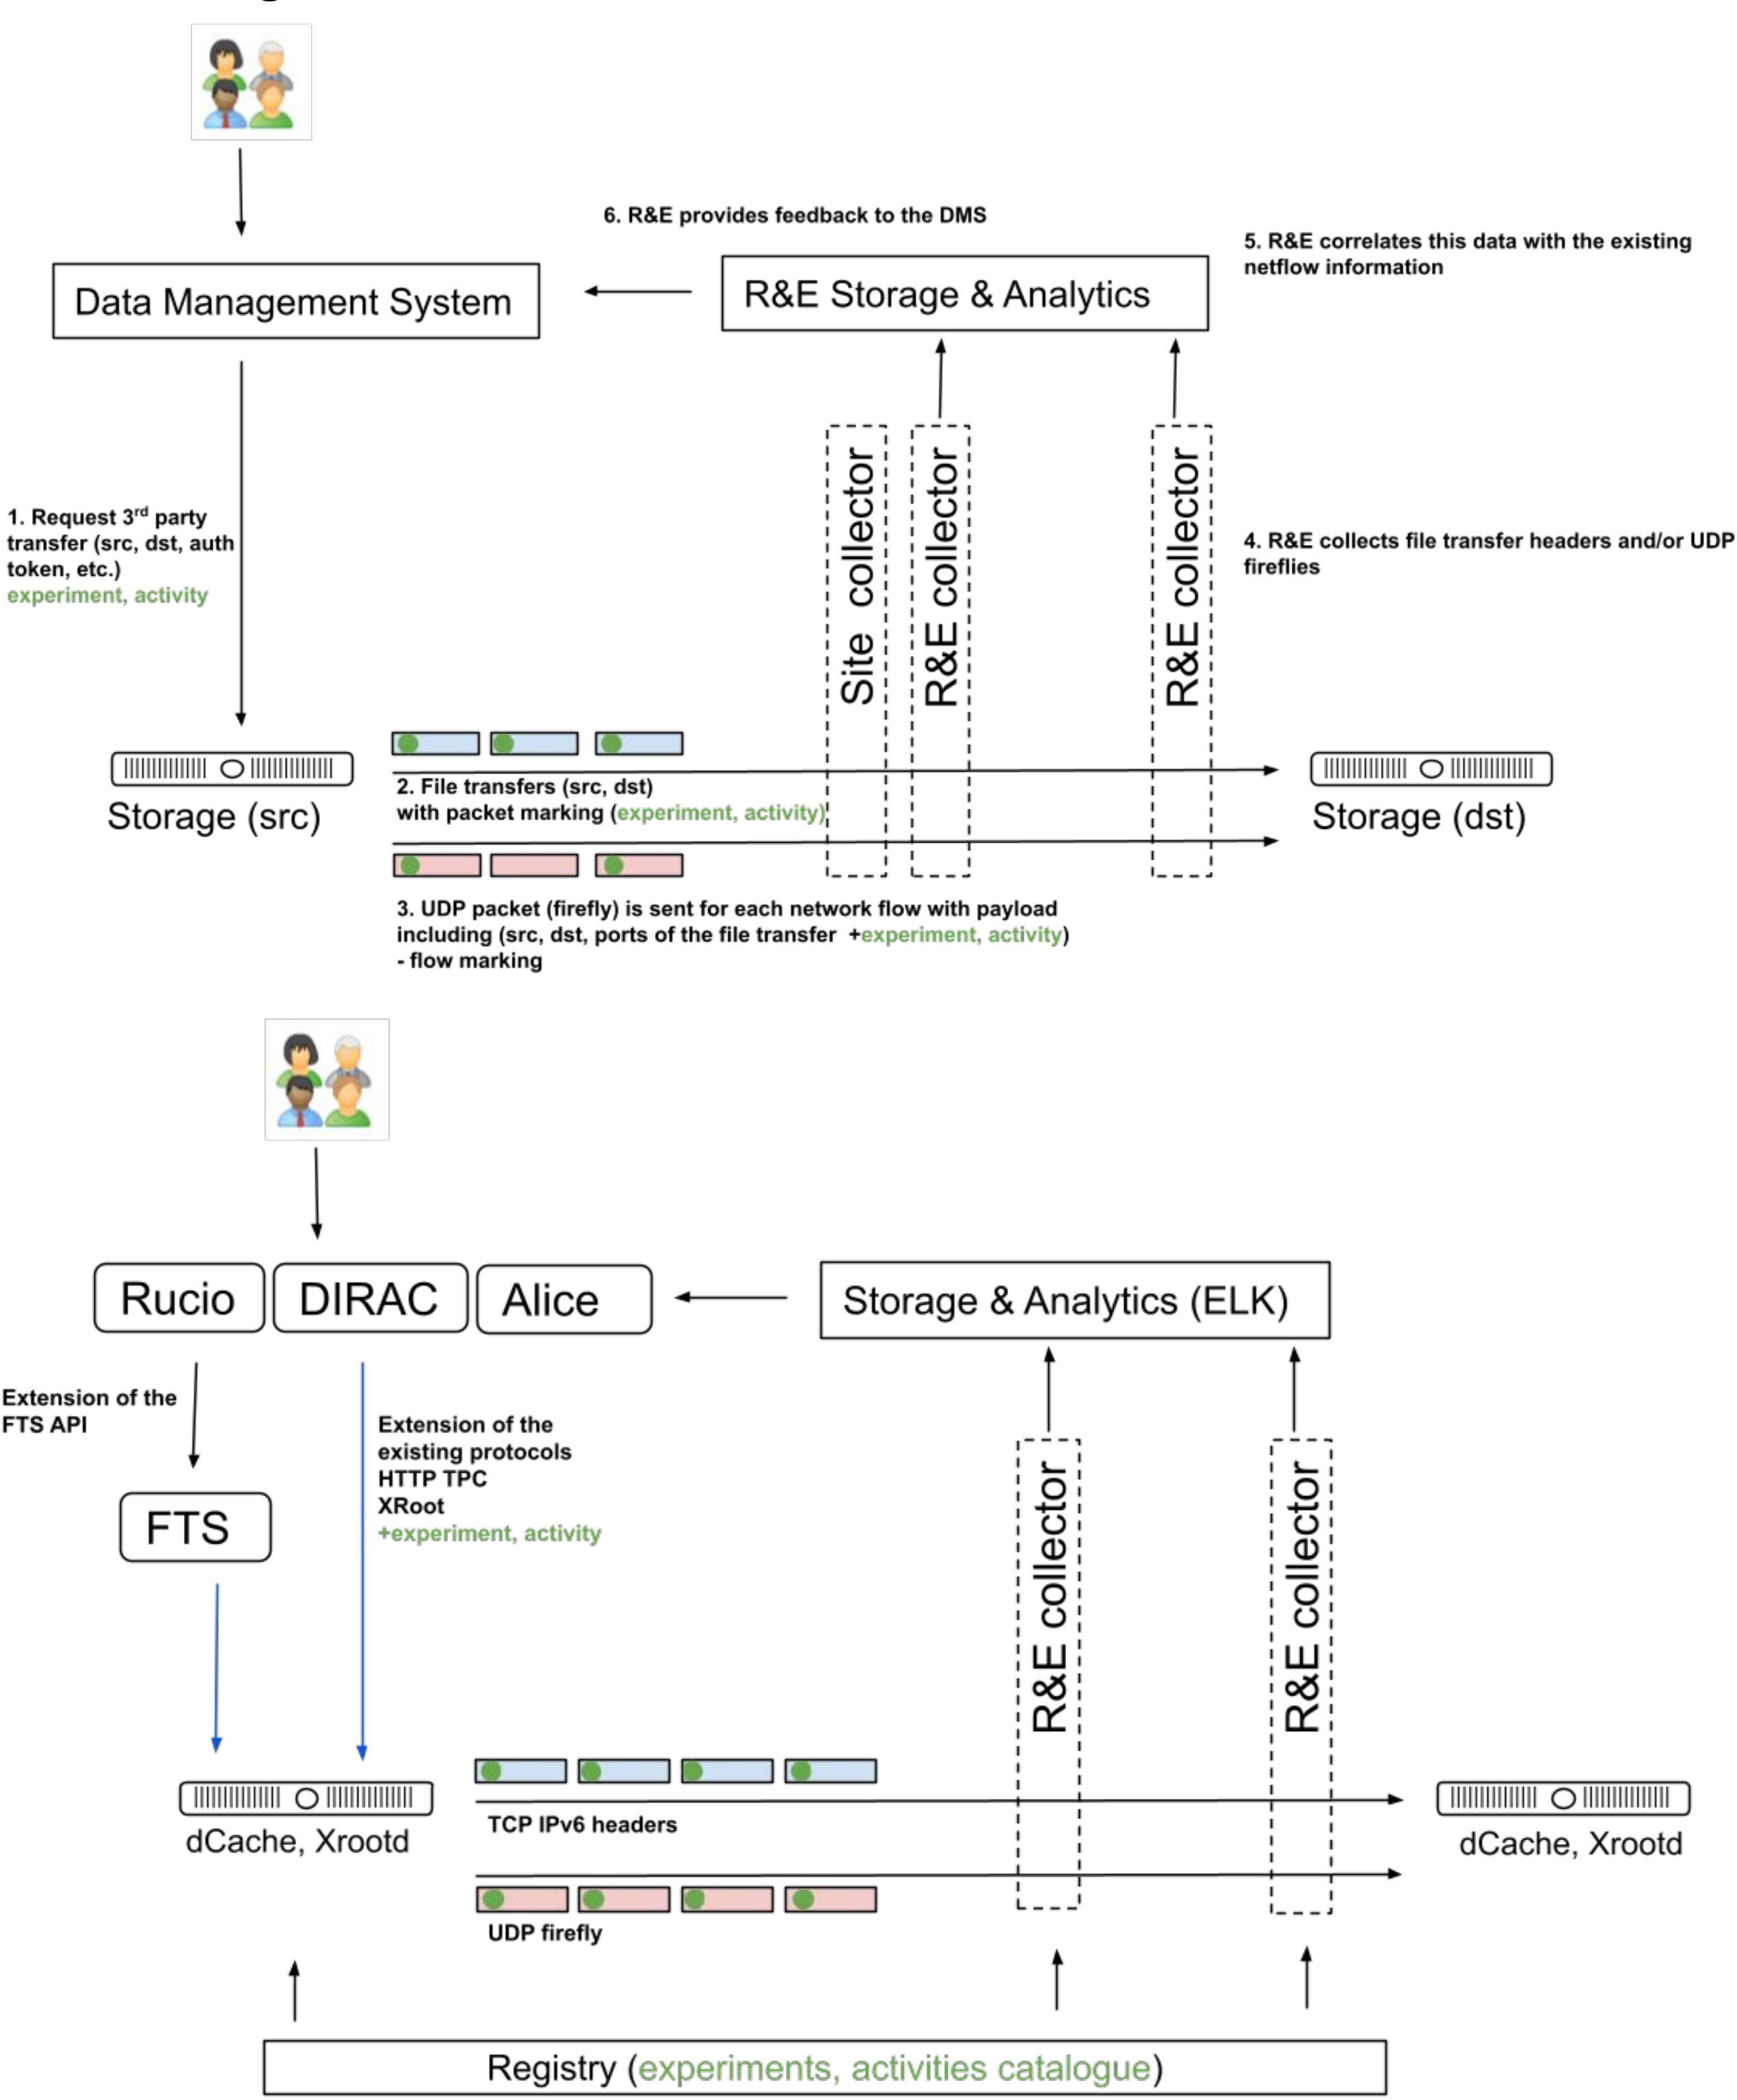 6. R&E provides feedback to the DMS
5. R&E correlates this data with the existing
netflow information
Data Management System
R&E Storage & Analytics
Site collector
R&E collector
R&E collector
1. Request 3rd party
transfer (src, dst, auth
token, etc.)
experiment, activity
4. R&E collects file transfer headers and/or UDP
fireflies
Storage (src)
2. File transfers (src, dst)
with packet marking (experiment, activity)
Storage (dst)
3. UDP packet (firefly) is sent for each network flow with payload
including (src, dst, ports of the file transfer +experiment, activity)
- flow marking
Rucio
DIRAC
Alice
Storage & Analytics (ELK)
Extension of the
FTS API
Extension of the
existing protocols
HTTP TPC
XRoot
+experiment, activity
FTS
R&E collector
R&E collector
dCache, Xrootd
TCP IPv6 headers
dCache, Xrootd
UDP firefly
Registry (experiments, activities catalogue)